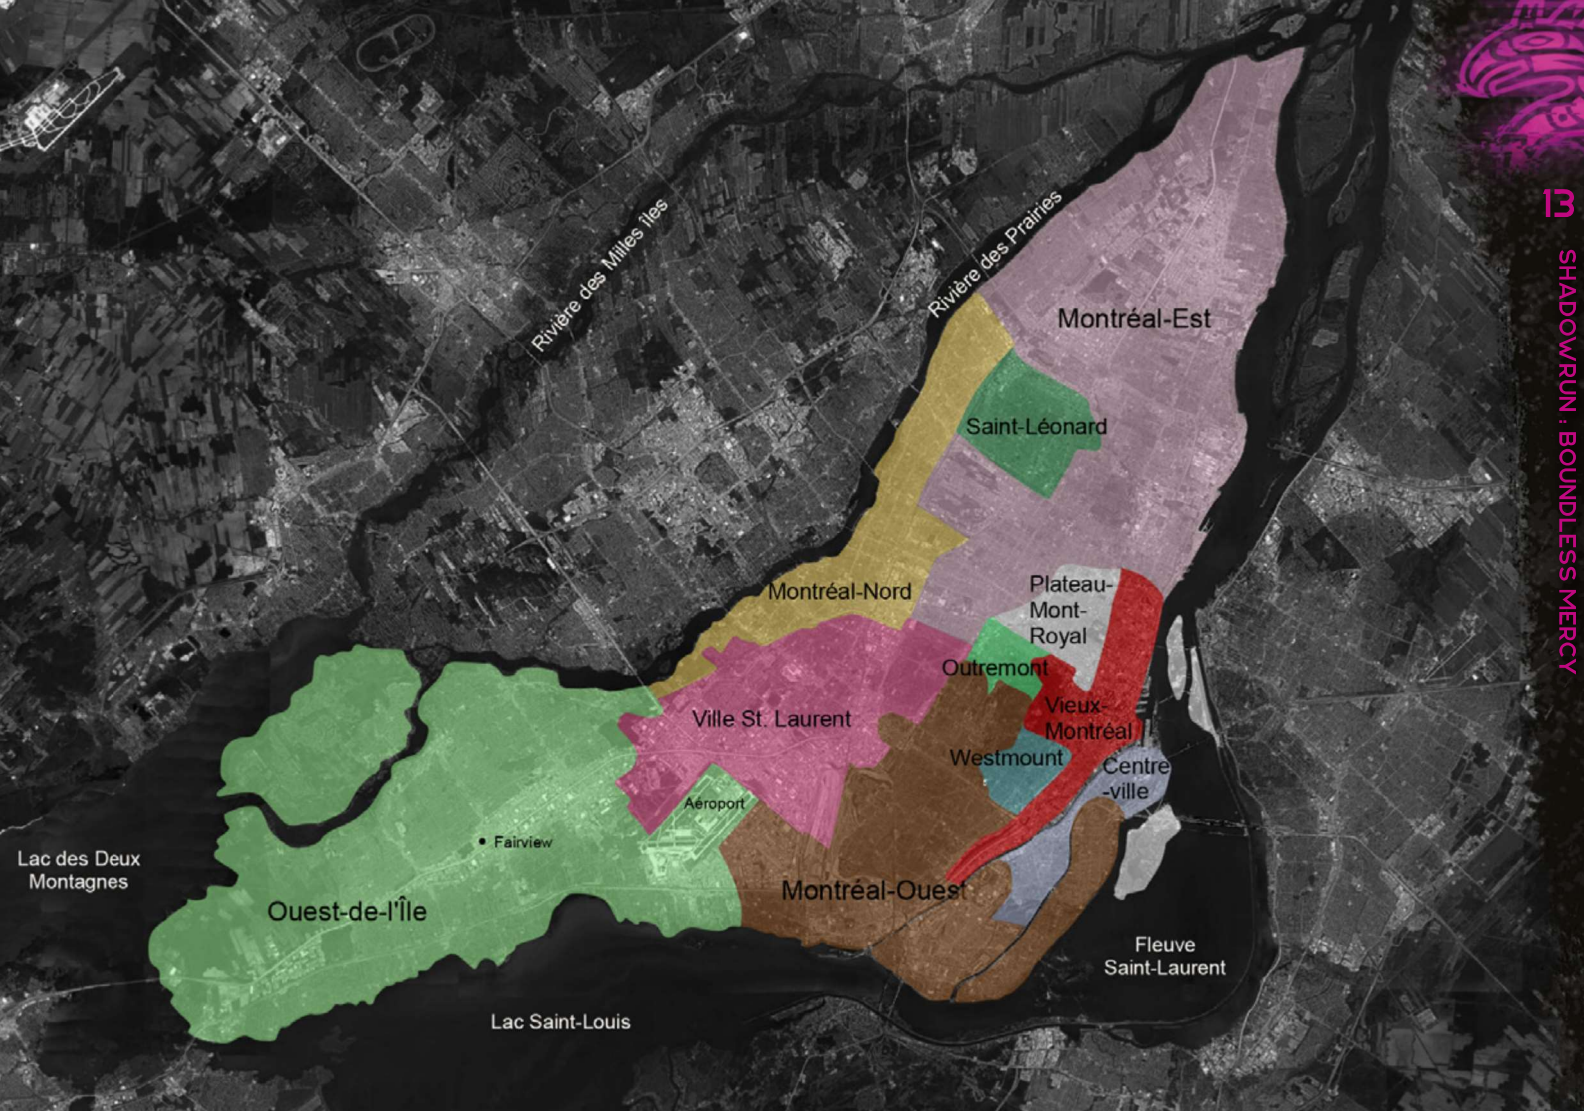 13
SHADOWRUN : BOUNDLESS MERCY
Rivière des Milles îles
Rivière des Prairies
Montréal-Est
Saint-Léonard
Montréal-Nord
Plateau-
Mont-
Royal
Outremont
Vieux-
Montréal
Ville St. Laurent
Westmount
Centre
-ville
Aéroport
Fairview
Lac des Deux
Montagnes
Ouest-de-l'Île
Montréal-Ouest
Fleuve
Saint-Laurent
Lac Saint-Louis